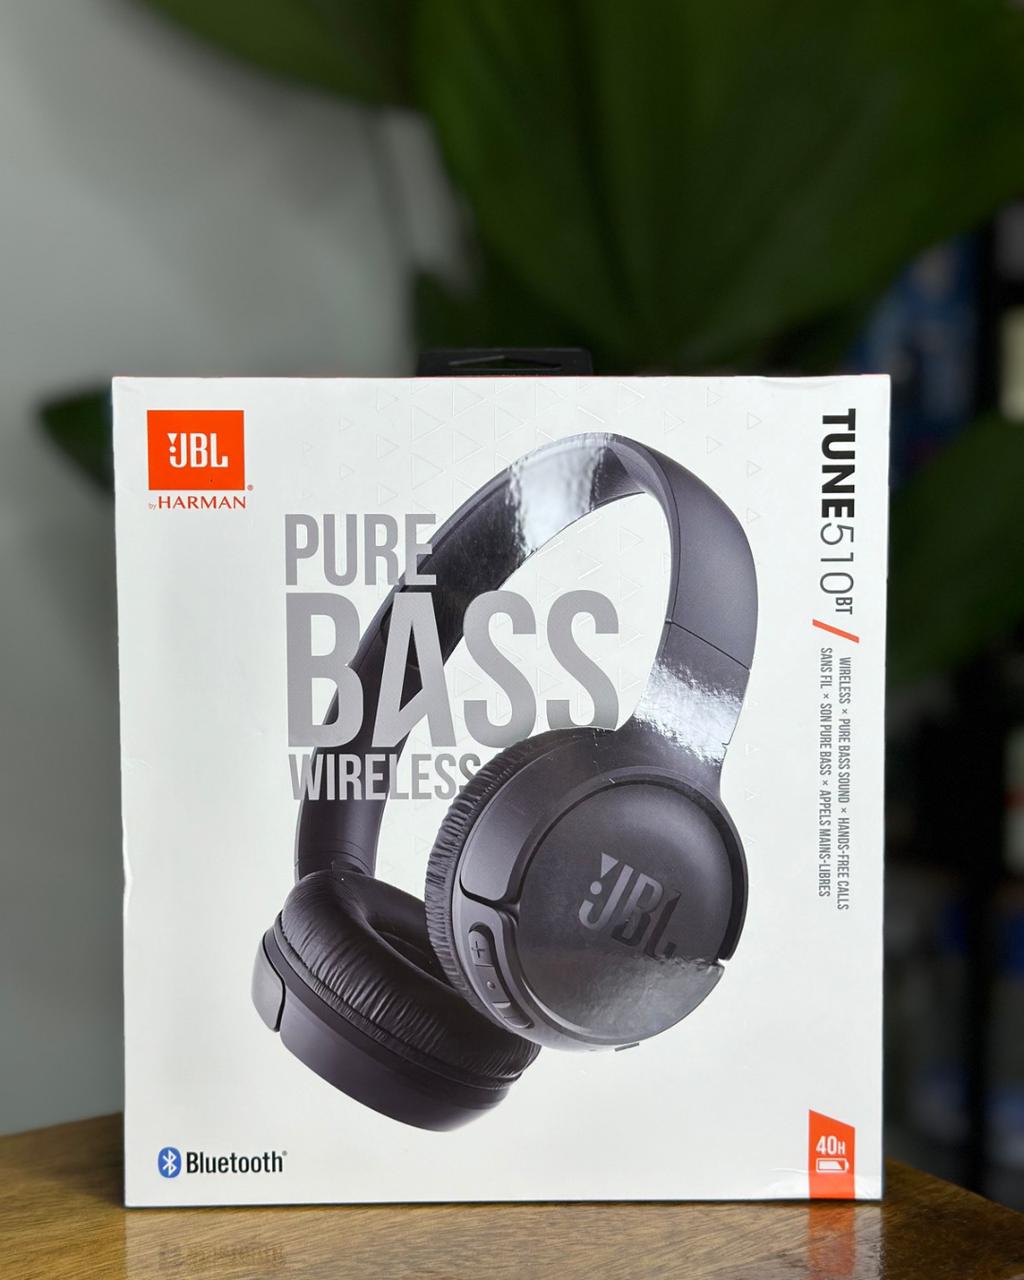 JBL
by HARMAN
PURE
BASS
WIRELESS
JBL
TUNE510BT
WIRELESS × PURE BASS SOUND × HANDS-FREE CALLS
SANS FIL × SON PURE BASS × APPELS MAINS-LIBRES
Bluetooth®
40H